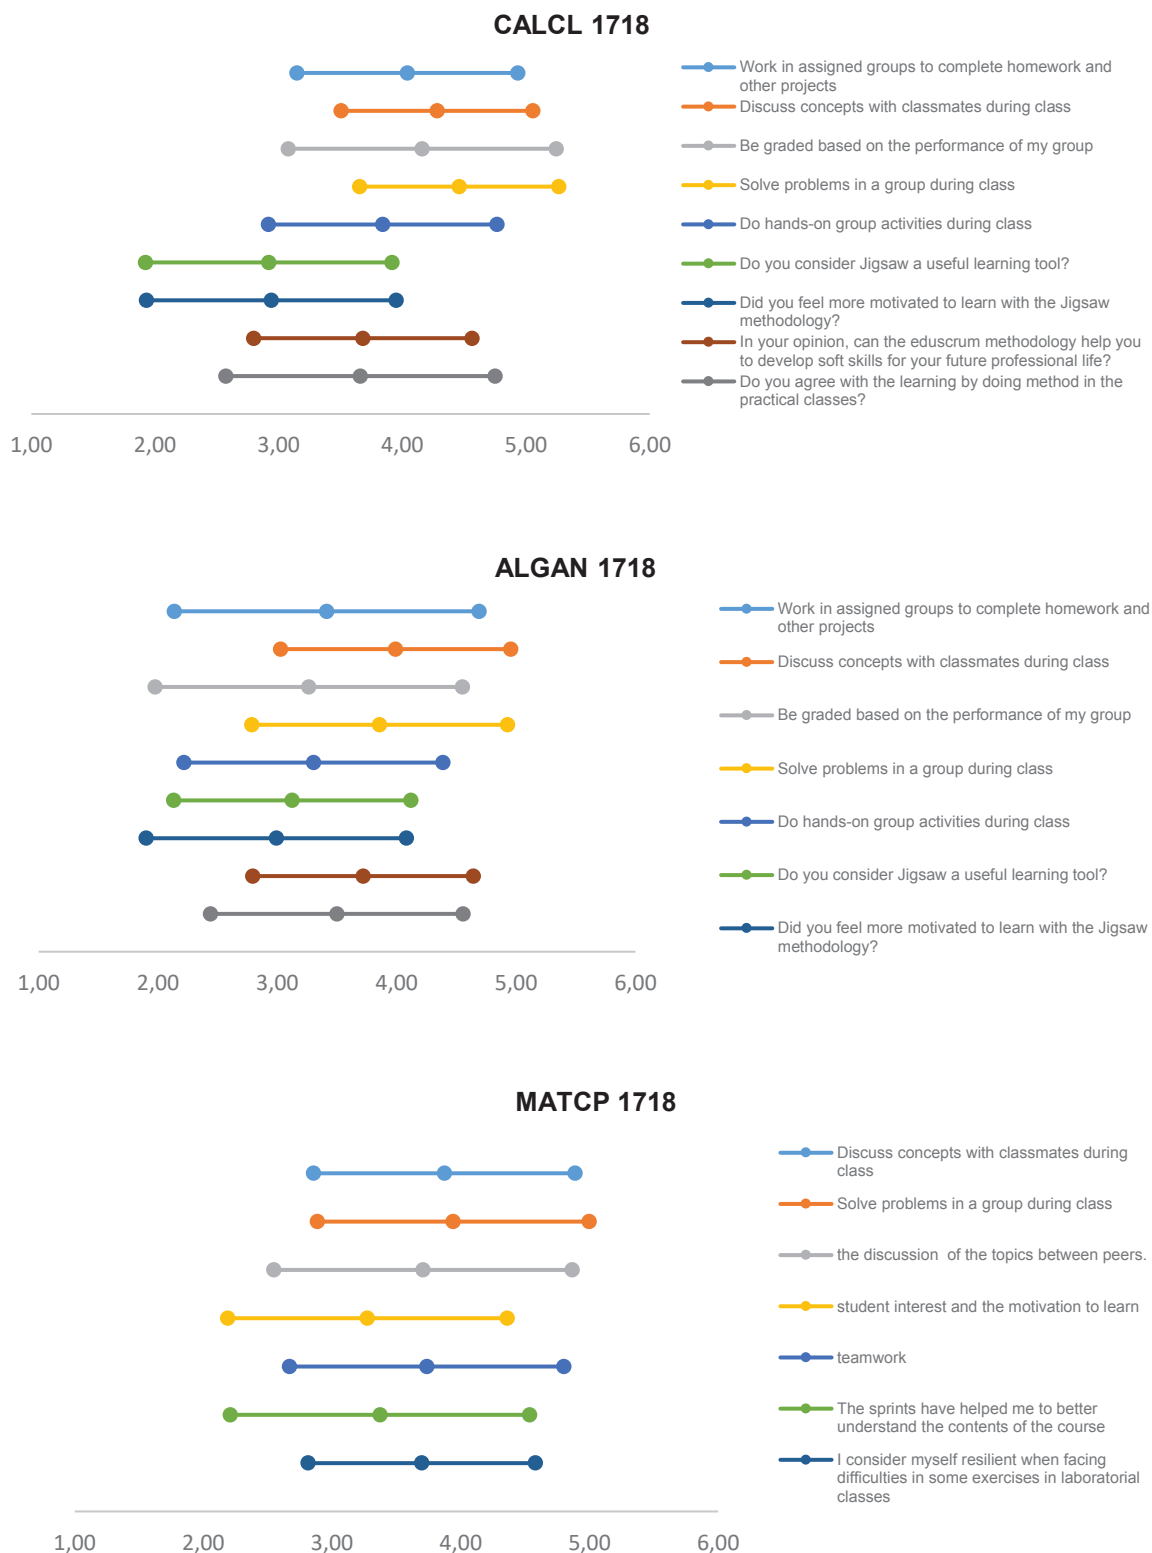 CALCL 1718
Work in assigned groups to complete homework and
other projects
Discuss concepts with classmates during class
Be graded based on the performance of my group
Solve problems in a group during class
Do hands-on group activities during class
Do you consider Jigsaw a useful learning tool?
Did you feel more motivated to learn with the Jigsaw
methodology?
In your opinion, can the eduscrum methodology help you
to develop soft skills for your future professional life?
Do you agree with the learning by doing method in the
practical classes?
1,00 2,00 3,00 4,00 5,00 6,00
ALGAN 1718
Work in assigned groups to complete homework and
other projects
Discuss concepts with classmates during class
Be graded based on the performance of my group
Solve problems in a group during class
Do hands-on group activities during class
Do you consider Jigsaw a useful learning tool?
Did you feel more motivated to learn with the Jigsaw
methodology?
1,00 2,00 3,00 4,00 5,00 6,00
MATCP 1718
Discuss concepts with classmates during
class
Solve problems in a group during class
the discussion  of the topics between peers.
student interest and the motivation to learn
teamwork
The sprints have helped me to better
understand the contents of the course
I consider myself resilient when facing
difficulties in some exercises in laboratorial
classes
1,00 2,00 3,00 4,00 5,00 6,00